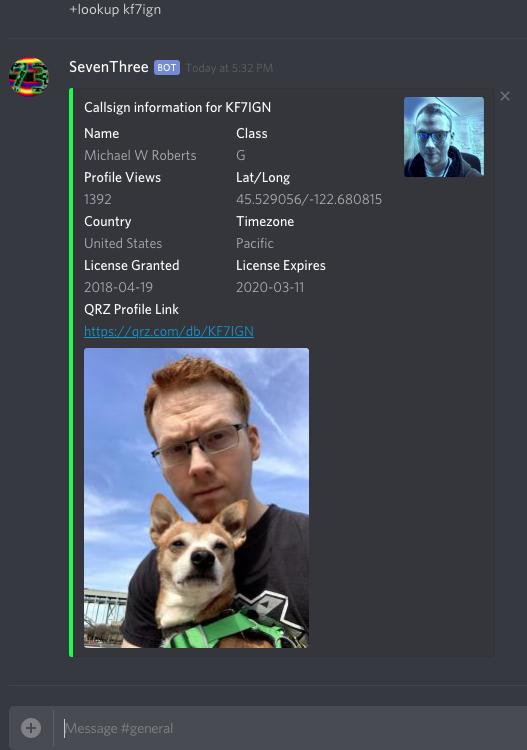 +lookup kf7ign
SevenThree BOT Today at 5:32 PM
Callsign information for KF7IGN
Name Class
Michael W Roberts G
Profile Views Lat/Long
1392 45.529056/-122.680815
Country Timezone
United States Pacific
License Granted License Expires
2018-04-19 2020-03-11
QRZ Profile Link
https://qrz.com/db/KF7IGN
Message #general